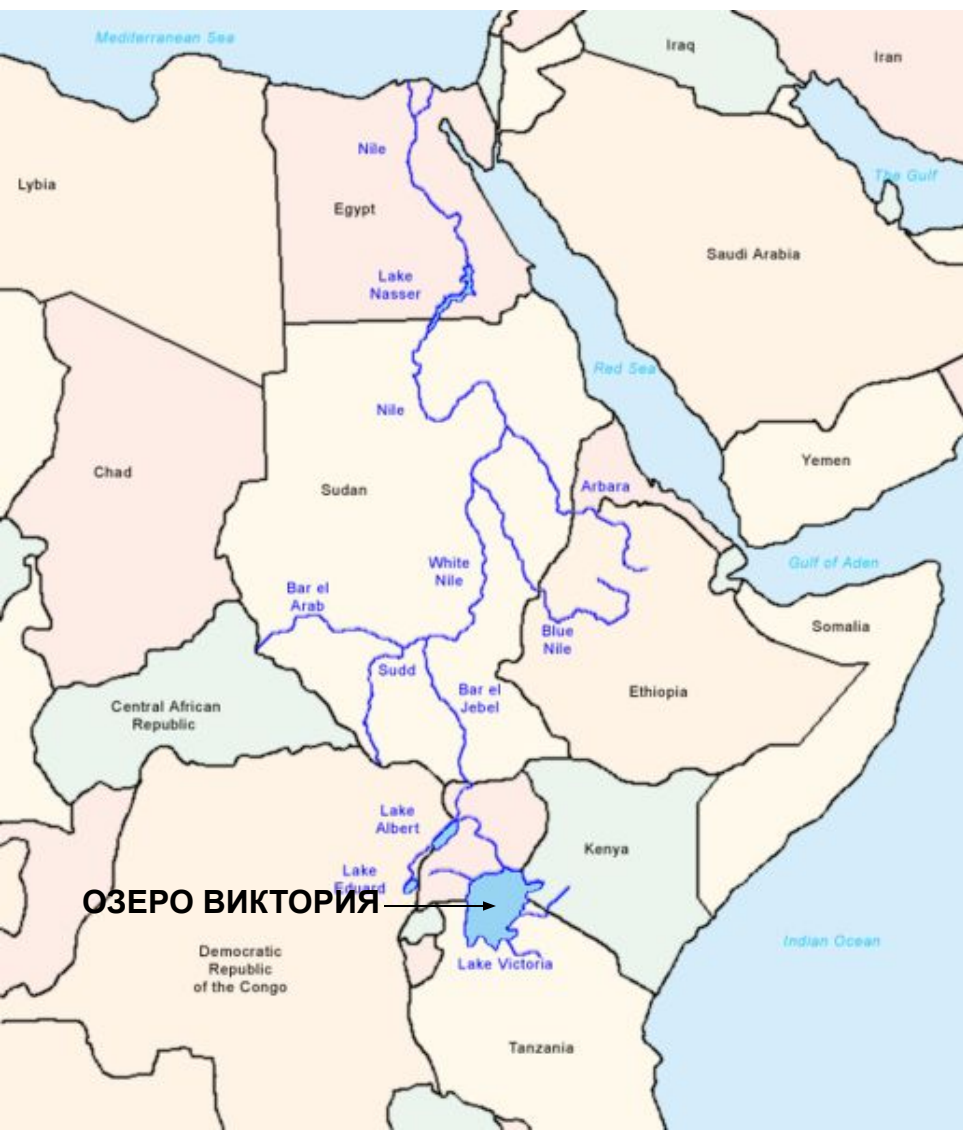 Mediterranean Sea
Iraq
Iran
Nile
The Gulf
Lybia
Egypt
Saudi Arabia
Lake
Nasser
Red Sea
Nile
Yemen
Chad
Sudan
Arbara
White
Nile
Gulf of Aden
Bar el
Arab
Somalia
Blue
Nile
Sudd
Bar el
Jebel
Ethiopia
Central African
Republic
Lake
Albert
Kenya
Lake
Eduard
ОЗЕРО ВИКТОРИЯ
Indian Ocean
Democratic
Republic
of the Congo
Lake Victoria
Tanzania